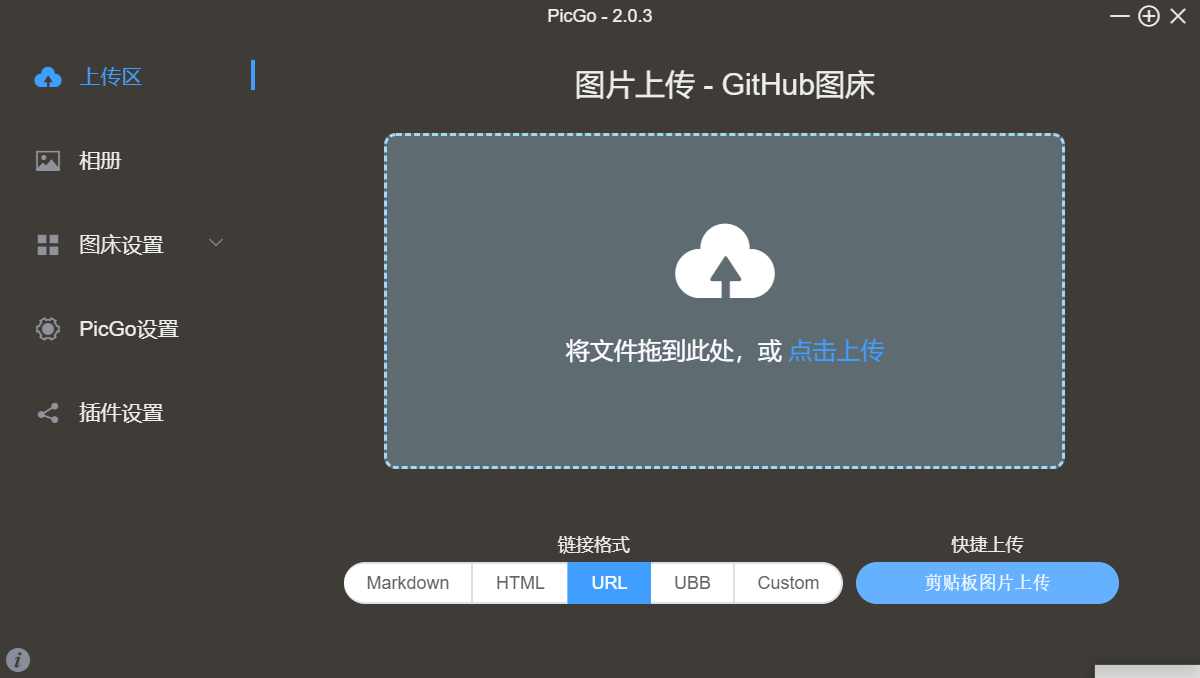 PicGo - 2.0.3
上传区
相册
图床设置
PicGo设置
插件设置
图片上传 - GitHub图床
将文件拖到此处，或 点击上传
链接格式
快捷上传
Markdown HTML URL UBB Custom
剪贴板图片上传
i